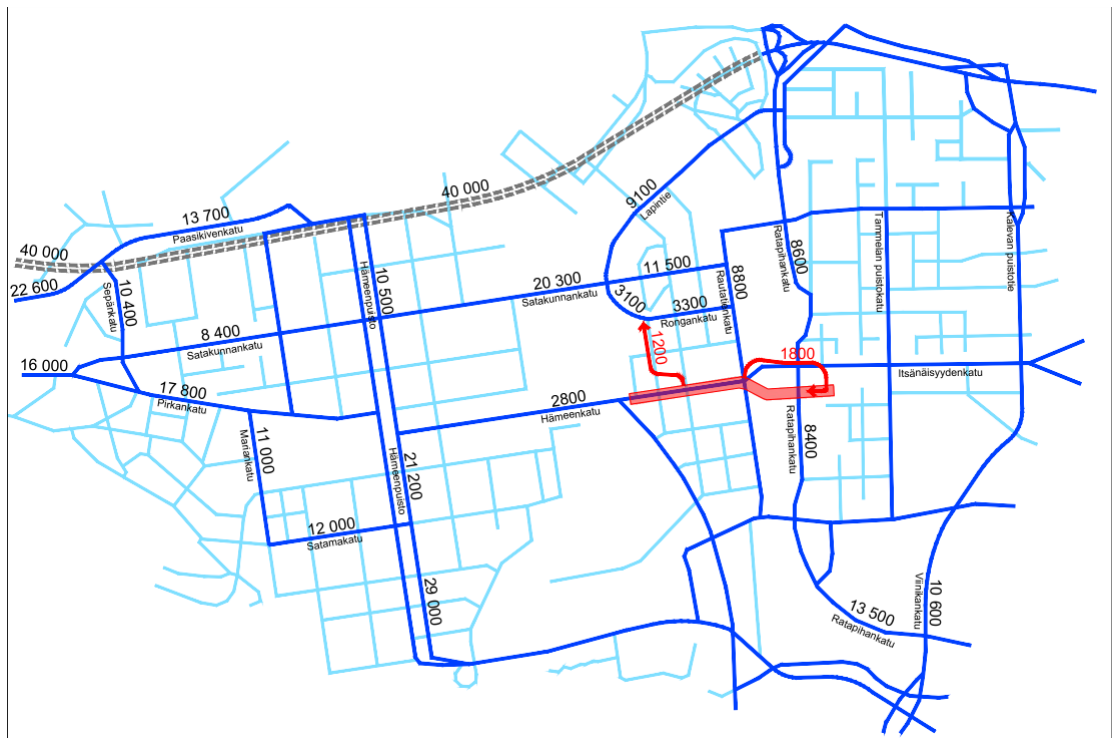 40 000
9100
Lapintie
13 700
Paasikivenkatu
40 000
22 600
Sepänkatu
10 400
Hämeenpuisto
10 500
20 300
Satakunnankatu
11 500
3100
3300
Rongankatu
8800
Rautatienkatu
8600
Ratapihankatu
Tammelan puistokatu
Kalevan puistotie
8 400
Satakunnankatu
16 000
17 800
Pirkankatu
1200
1800
Itsänäisyydenkatu
2800
Hämeenkatu
Ratapihankatu
8400
Mariankatu
11 000
Hämeenpuisto
21 200
12 000
Satamakatu
29 000
13 500
Ratapihankatu
Viinikankatu
10 600